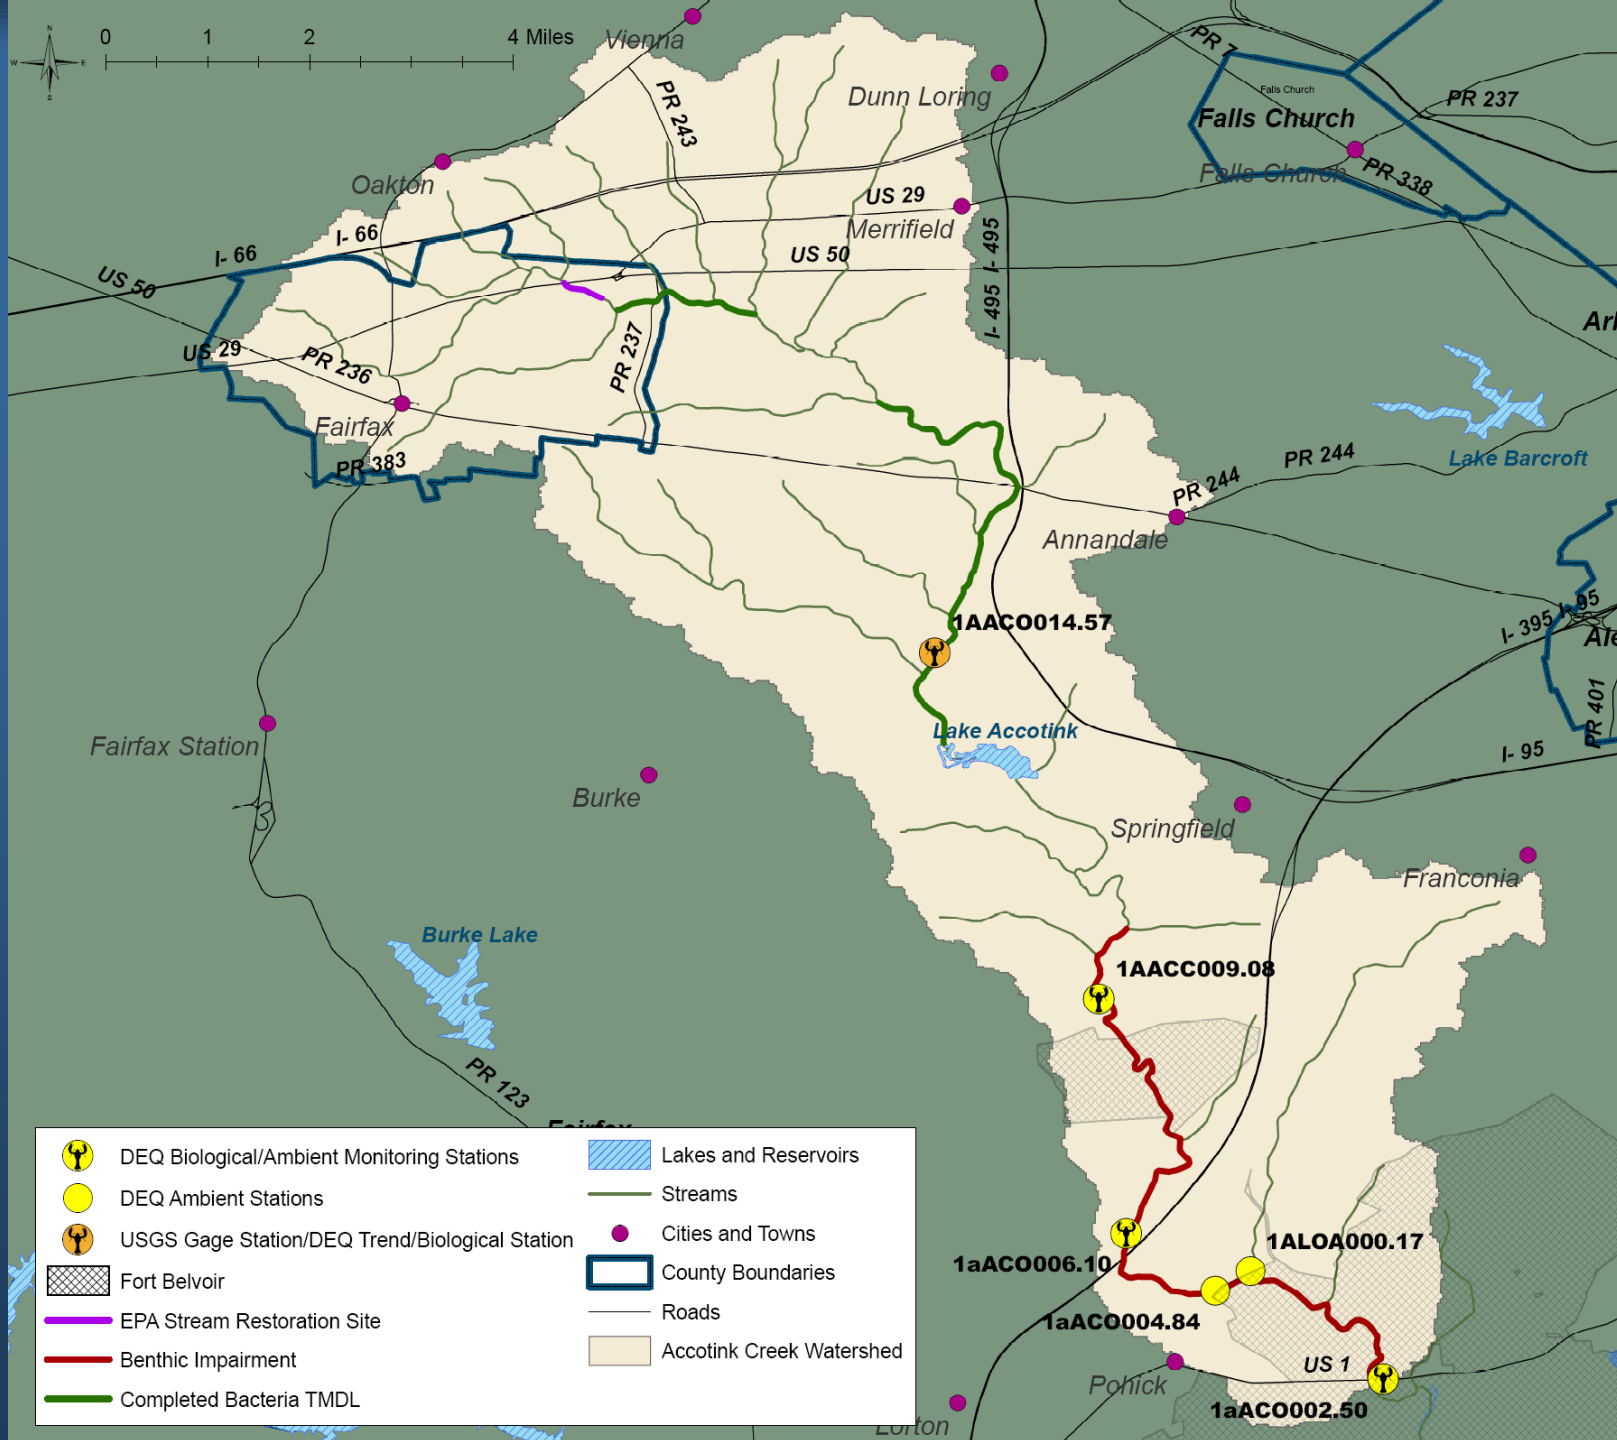 N
W
E
S
0 1 2 4 Miles
Vienna
PR 243
Dunn Loring
PR 7
Falls Church
Falls Church
PR 237
Falls Church
PR 338
Oakton
US 29
Merrifield
I- 66
I- 66
US 50
US 50
I- 495
I- 495
US 29
PR 236
PR 237
Arl
Fairfax
PR 383
Lake Barcroft
PR 244
PR 244
Annandale
1AACO014.57
I- 395
I- 95
Ale
PR 401
Fairfax Station
Lake Accotink
I- 95
Burke
Springfield
Franconia
Burke Lake
1AACC009.08
PR 123
Fairfax
1ALOA000.17
1aACO006.10
1aACO004.84
US 1
Pohick
1aACO002.50
Lorton
DEQ Biological/Ambient Monitoring Stations
DEQ Ambient Stations
USGS Gage Station/DEQ Trend/Biological Station
Fort Belvoir
EPA Stream Restoration Site
Benthic Impairment
Completed Bacteria TMDL
Lakes and Reservoirs
Streams
Cities and Towns
County Boundaries
Roads
Accotink Creek Watershed